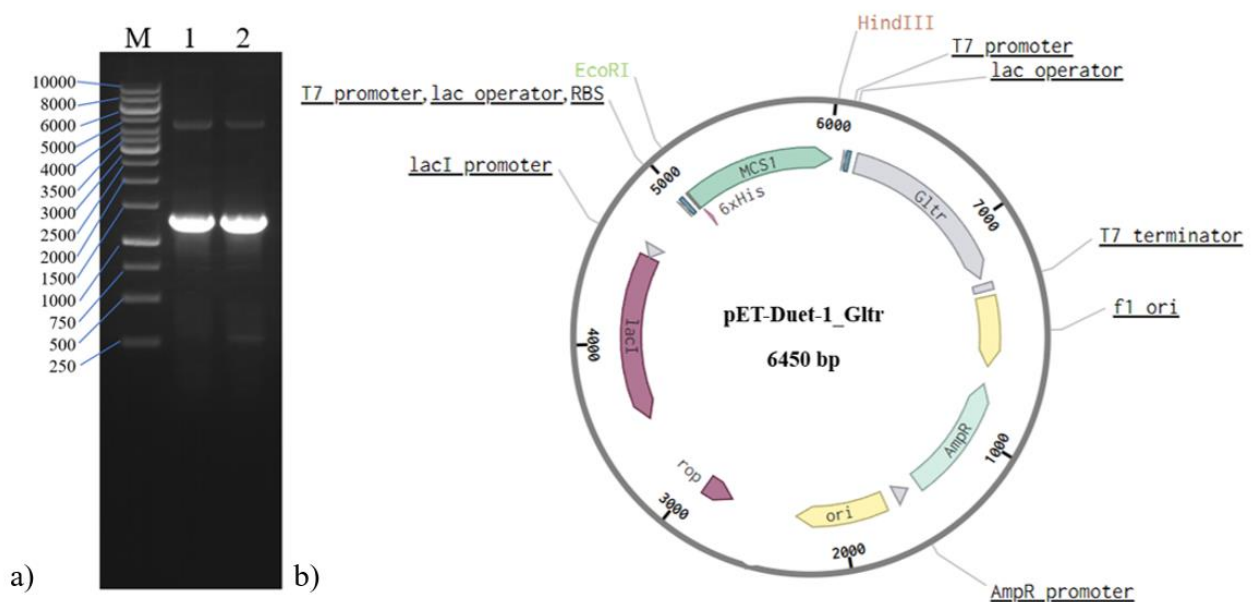 M 1 2
10000
8000
6000
5000
4000
3500
3000
2500
2000
1500
1000
750
500
250
a)
b)
HindIII
T7 promoter
lac operator
EcoRI
T7 promoter, lac operator, RBS
lacI promoter
6000
5000
MCS1
6xHis
Gltr
7000
T7 terminator
f1 ori
pET-Duet-1_Gltr
6450 bp
lacI
4000
AmpR
1000
rop
3000
ori
2000
AmpR promoter